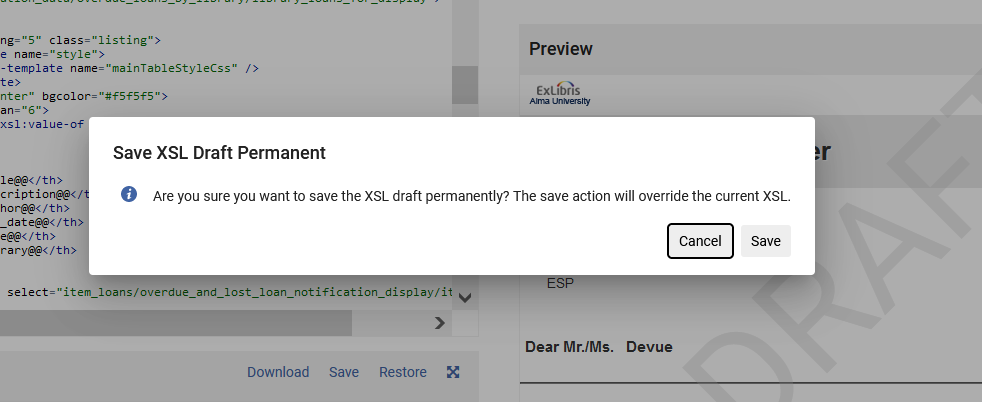 ation_data/overdue_loans_by_library/library_loans_for_display">
ng="5" class="listing">
e name="style">
-template name="mainTableStyleCss" />
te>
nter" bgcolor="#f5f5f5">
an="6">
xsl:value-of
le@@</th>
cription@@</t
hor@@</th>
_date@@</th>
e@@</th>
rary@@</th>
select="item_loans/overdue_and_lost_loan_notification_display/it
Download Save Restore
Preview
ExLibris
Alma University
er
Save XSL Draft Permanent
Are you sure you want to save the XSL draft permanently? The save action will override the current XSL.
Cancel Save
ESP
Dear Mr./Ms. Devue
DRAFT